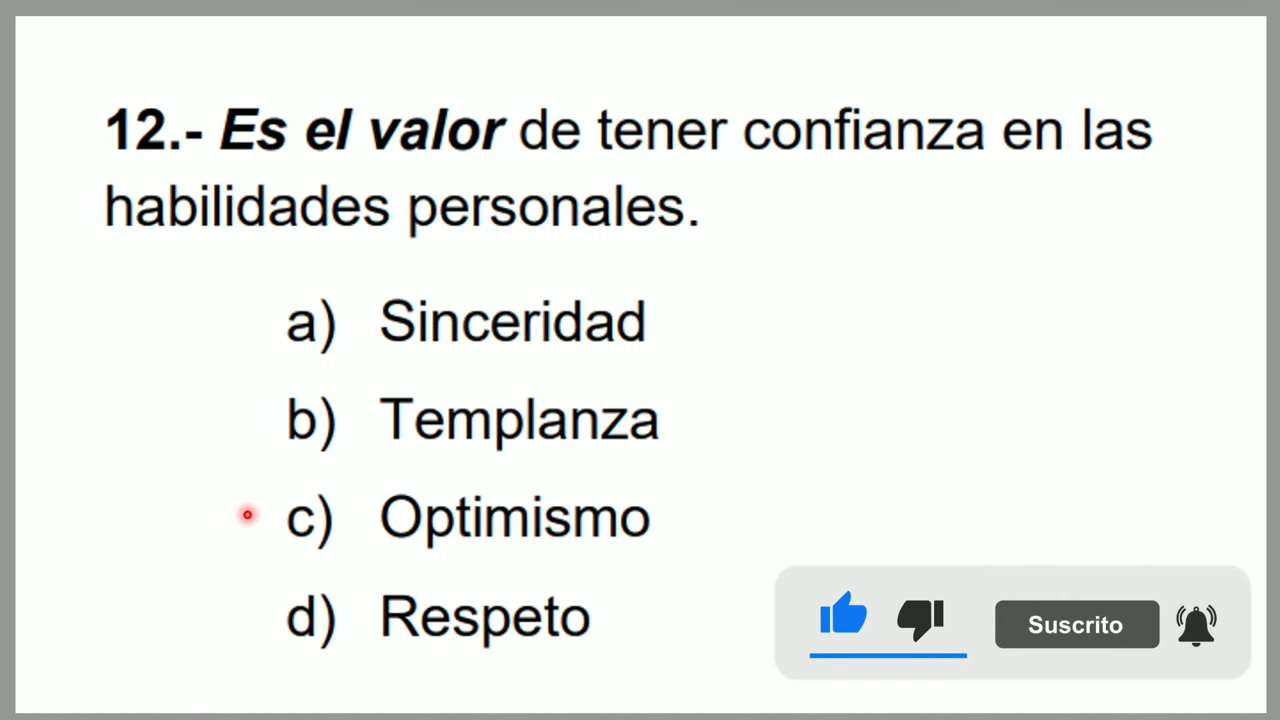 12.- Es el valor de tener confianza en las
habilidades personales.
a) Sinceridad
b) Templanza
c) Optimismo
d) Respeto
Suscrito